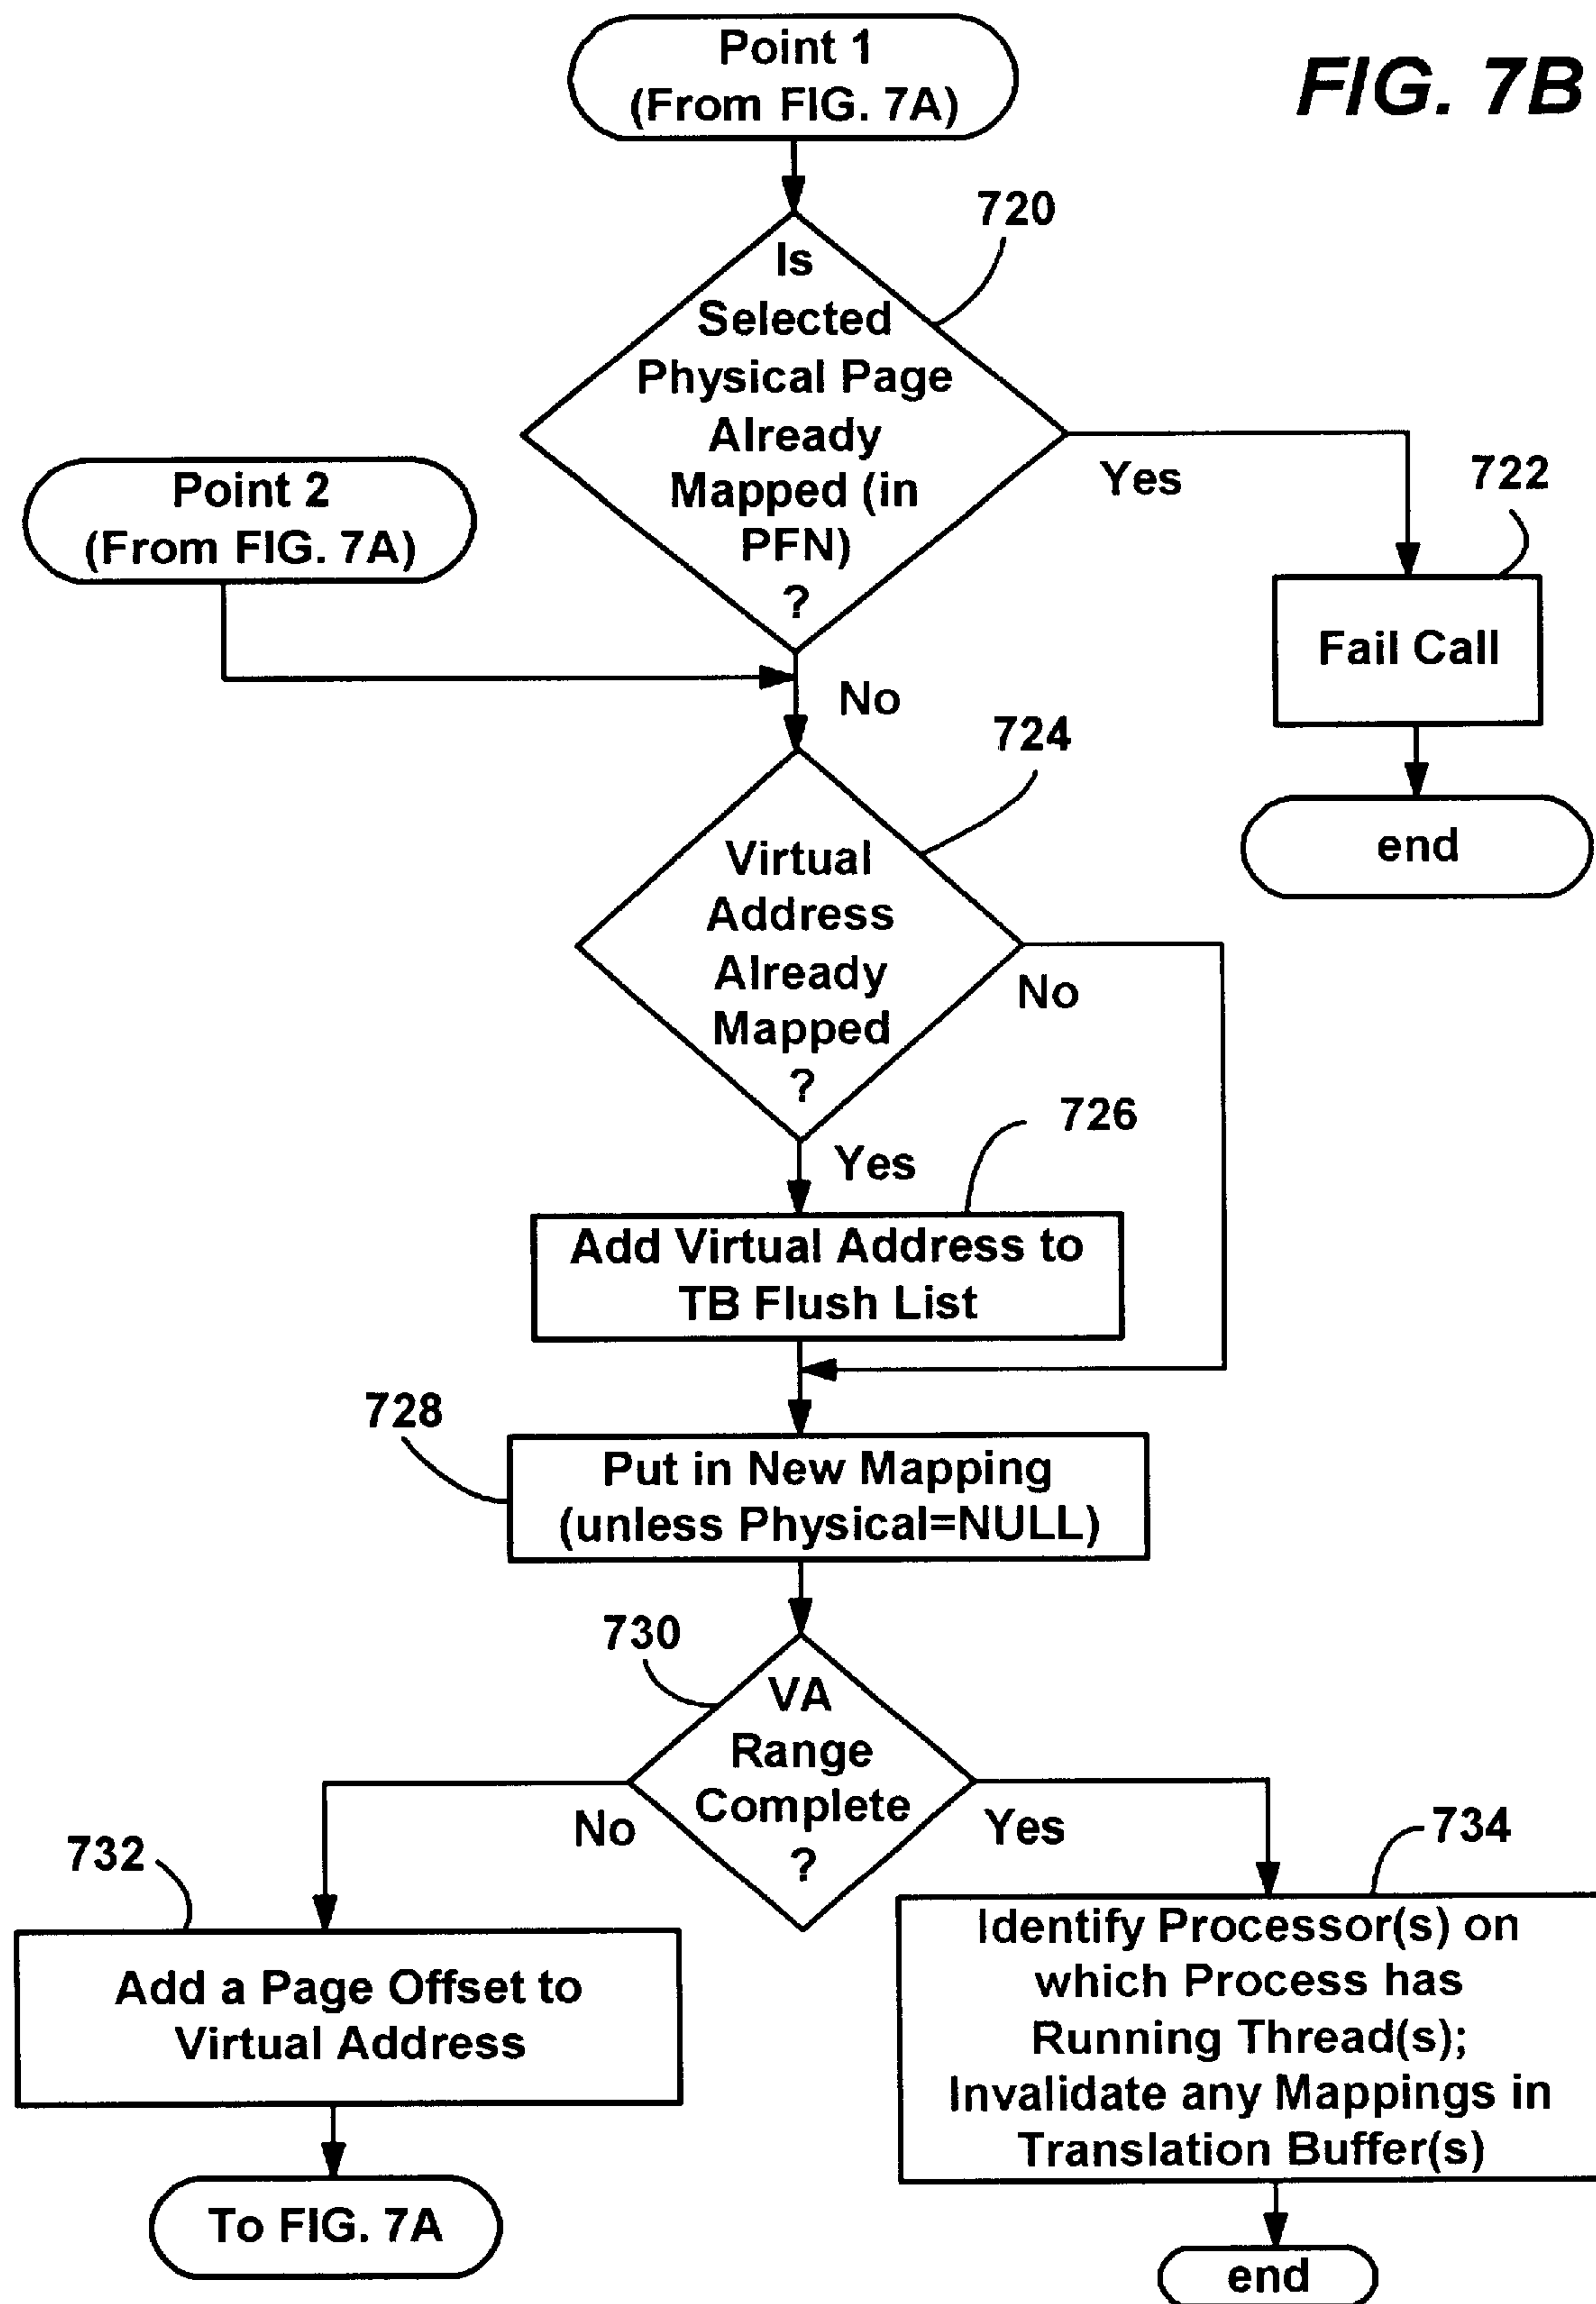 Point 1
(From FIG. 7A)
FIG. 7B
720
Is
Selected
Physical Page
Already
Mapped (in
PFN)
?
Yes
722
Point 2
(From FIG. 7A)
Fail Call
No
724
end
Virtual
Address
Already
Mapped
?
No
726
Yes
Add Virtual Address to
TB Flush List
728
Put in New Mapping
(unless Physical=NULL)
730
VA
Range
Complete
?
No
Yes
732
734
Add a Page Offset to
Virtual Address
Identify Processor(s) on
which Process has
Running Thread(s);
Invalidate any Mappings in
Translation Buffer(s)
To FIG. 7A
end